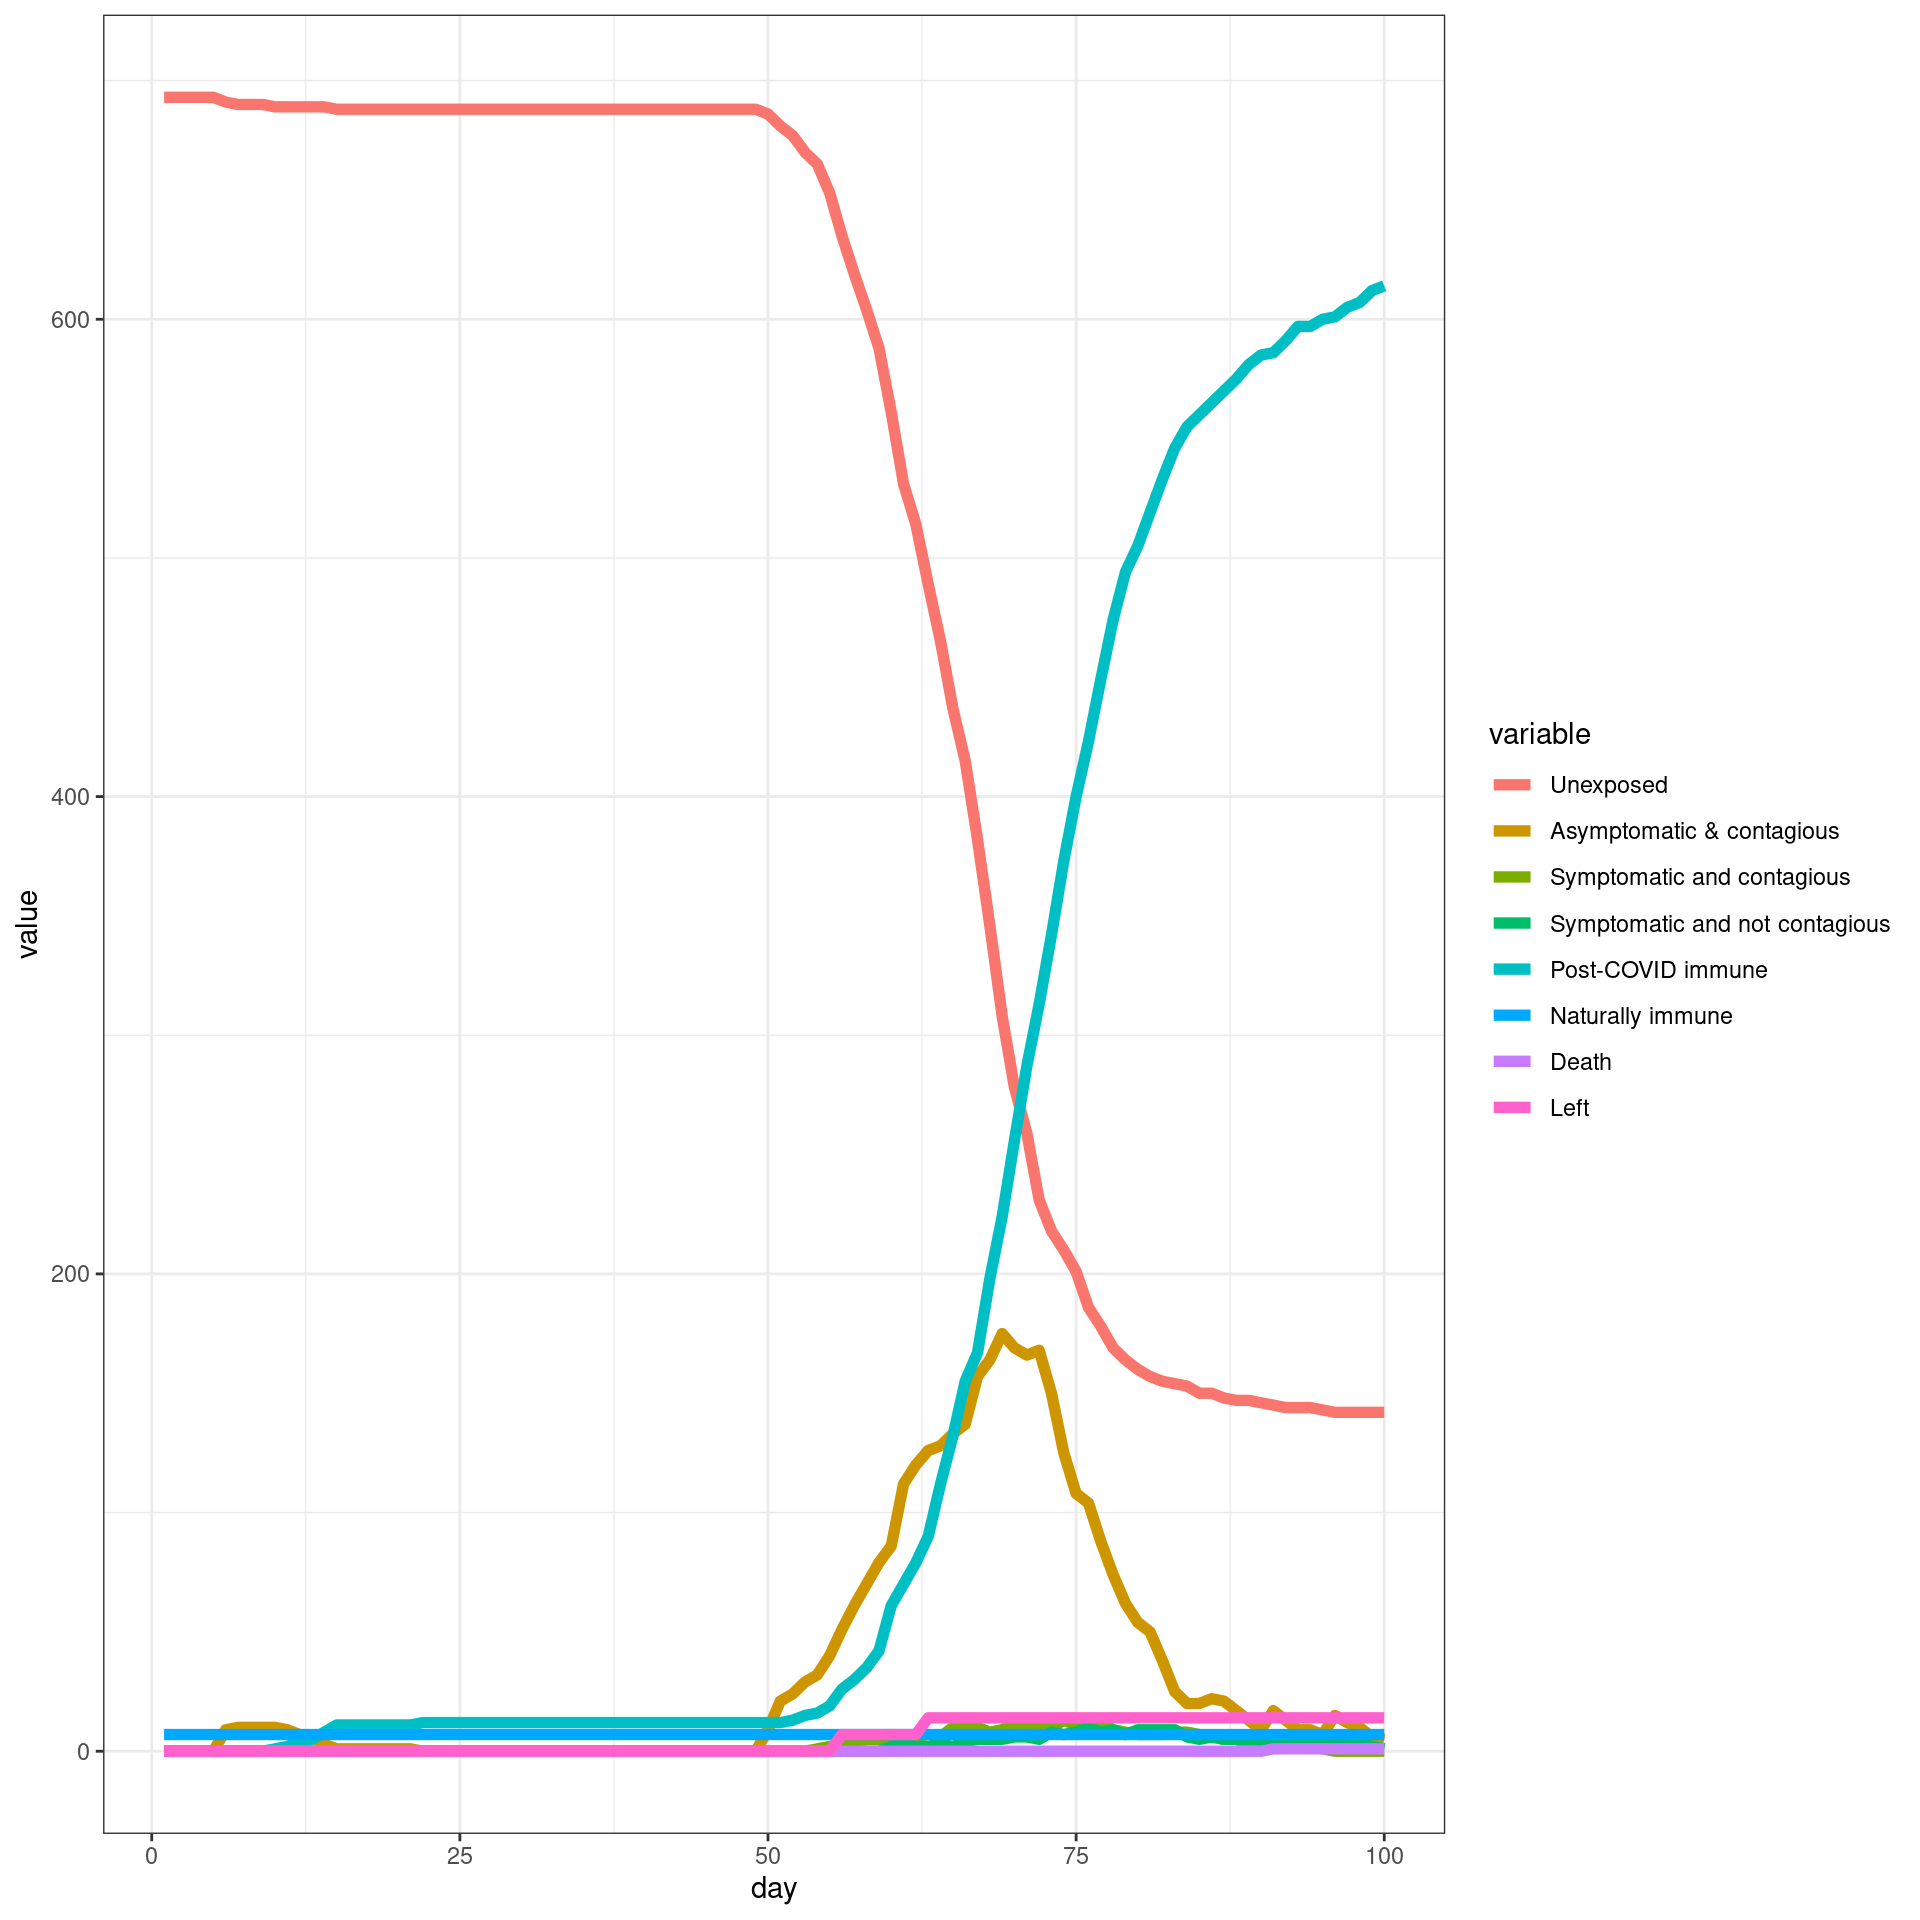 value
600
400
200
0
0 25 50 75 100
day
variable
Unexposed
Asymptomatic & contagious
Symptomatic and contagious
Symptomatic and not contagious
Post-COVID immune
Naturally immune
Death
Left